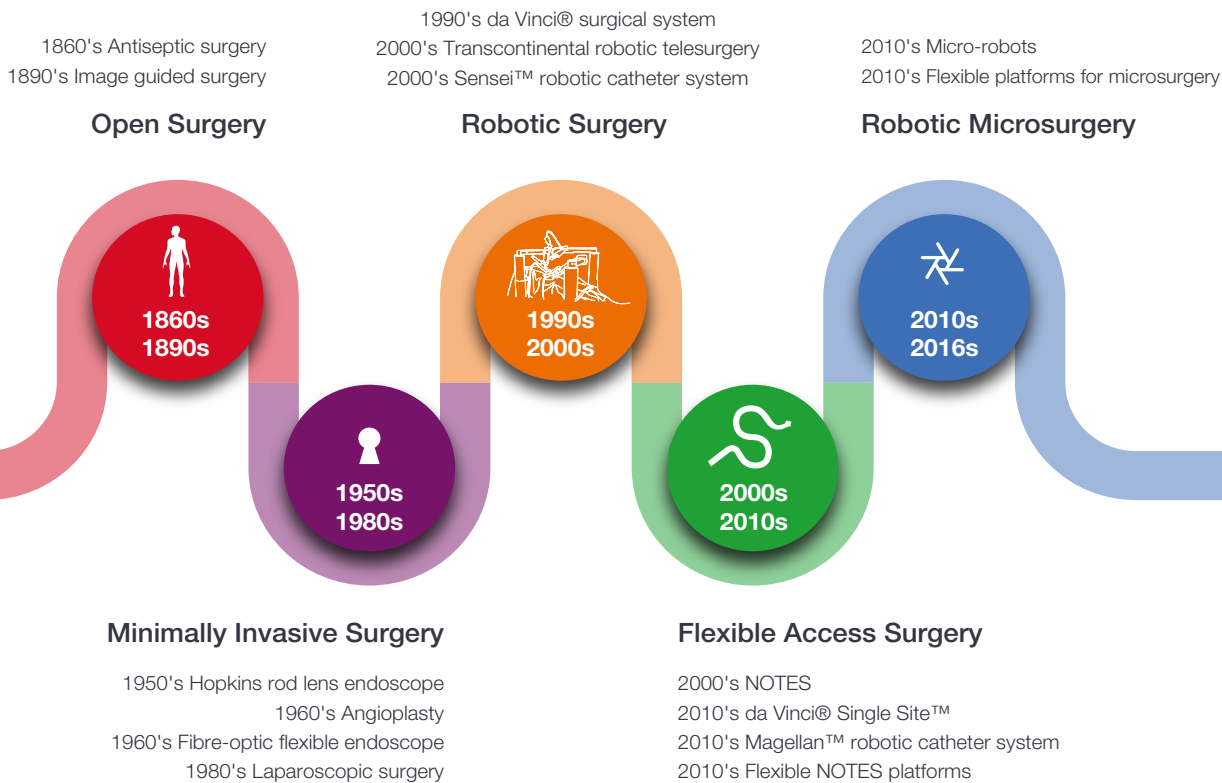 1860's Antiseptic surgery
1890's Image guided surgery
Open Surgery
1990's da Vinci® surgical system
2000's Transcontinental robotic telesurgery
2000's Sensei™ robotic catheter system
Robotic Surgery
2010's Micro-robots
2010's Flexible platforms for microsurgery
Robotic Microsurgery
1860s
1890s
1990s
2000s
2010s
2016s
1950s
1980s
2000s
2010s
Minimally Invasive Surgery
1950's Hopkins rod lens endoscope
1960's Angioplasty
1960's Fibre-optic flexible endoscope
1980's Laparoscopic surgery
Flexible Access Surgery
2000's NOTES
2010's da Vinci® Single Site™
2010's Magellan™ robotic catheter system
2010's Flexible NOTES platforms